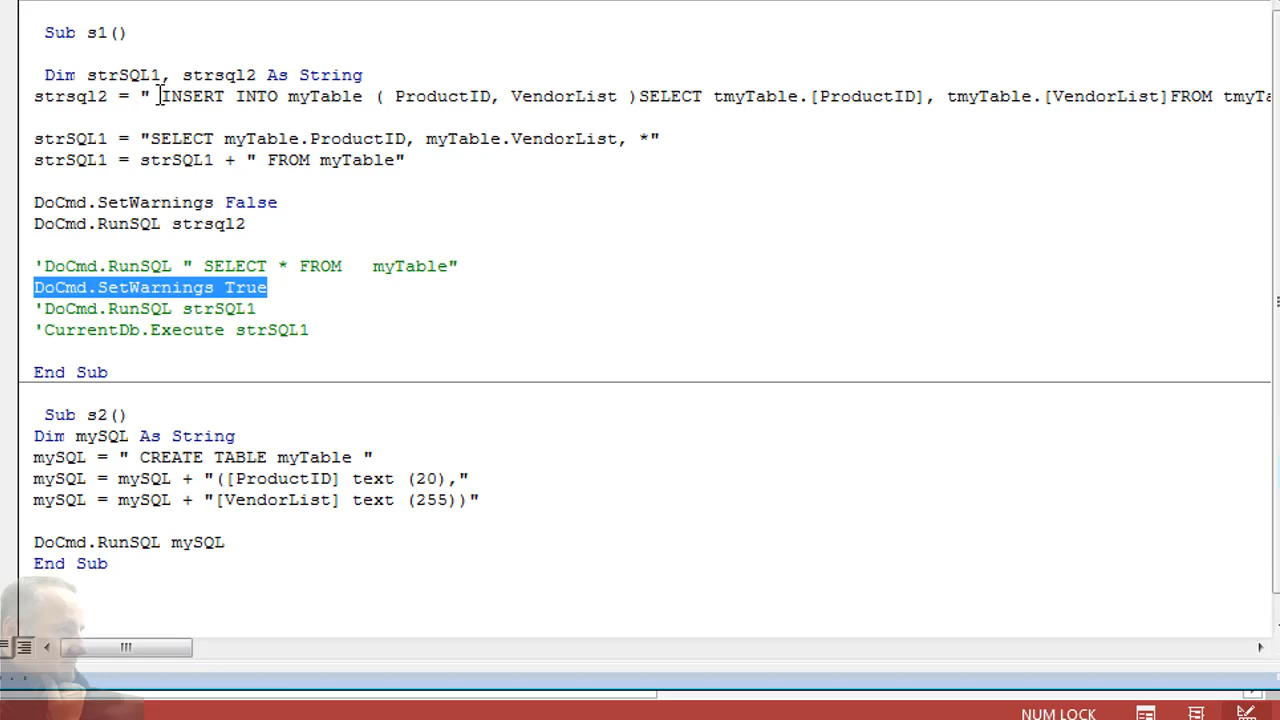 Sub s1()
Dim strSQL1, strsql2 As String
strsql2 = " INSERT INTO myTable ( ProductID, VendorList )SELECT tmyTable.[ProductID], tmyTable.[VendorList]FROM
strSQL1 = "SELECT myTable.ProductID, myTable.VendorList, *"
strSQL1 = strSQL1 + " FROM myTable"
DoCmd.SetWarnings False
DoCmd.RunSQL strsql2
'DoCmd.RunSQL " SELECT * FROM   myTable"
DoCmd.SetWarnings True
'DoCmd.RunSQL strSQL1
'CurrentDb.Execute strSQL1
End Sub
Sub s2()
Dim mySQL As String
mySQL = " CREATE TABLE myTable "
mySQL = mySQL + "([ProductID] text (20),"
mySQL = mySQL + "[VendorList] text (255))"
DoCmd.RunSQL mySQL
End Sub
NUM LOCK